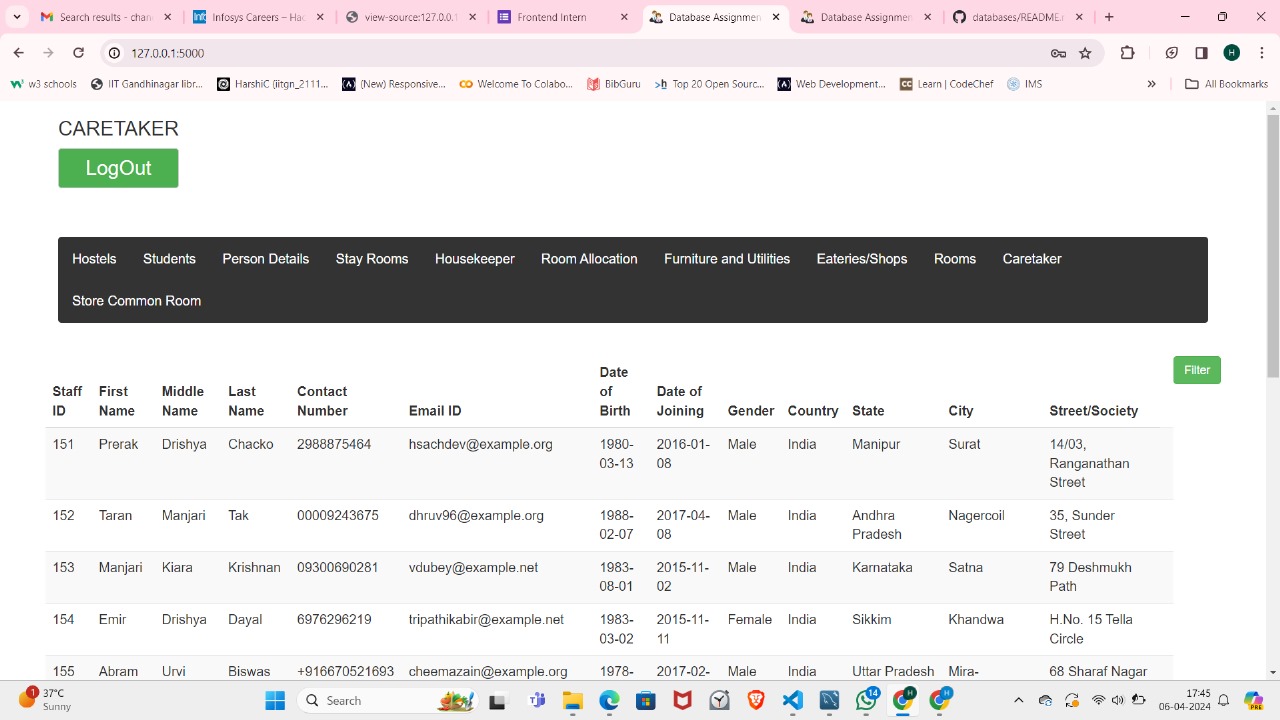 Search results - chan
Infosys Careers – Hac
view-source:127.0.0.1
Frontend Intern
Database Assignmen
Database Assignmen
databases/README.
127.0.0.1:5000
H
w3 schools
IIT Gandhinagar libr...
HarshiC (iitgn_2111...
(New) Responsive...
Welcome To Colabo...
BibGuru
Top 20 Open Sourc...
Web Development...
Learn | CodeChef
IMS
All Bookmarks
CARETAKER
LogOut
Hostels Students Person Details Stay Rooms Housekeeper Room Allocation Furniture and Utilities Eateries/Shops Rooms Caretaker
Store Common Room
Filter
Staff ID First Name Middle Name Last Name Contact Number Email ID Date of Birth Date of Joining Gender Country State City Street/Society
151 Prerak Drishya Chacko 2988875464 hsachdev@example.org 1980-03-13 2016-01-08 Male India Manipur Surat 14/03, Ranganathan Street
152 Taran Manjari Tak 00009243675 dhruv96@example.org 1988-02-07 2017-04-08 Male India Andhra Pradesh Nagercoil 35, Sunder Street
153 Manjari Kiara Krishnan 09300690281 vdubey@example.net 1983-08-01 2015-11-02 Male India Karnataka Satna 79 Deshmukh Path
154 Emir Drishya Dayal 6976296219 tripathikabir@example.net 1983-03-02 2015-11-11 Female India Sikkim Khandwa H.No. 15 Tella Circle
155 Abram Urvi Biswas +916670521693 cheemazain@example.org 1978- 2017-02- Male India Uttar Pradesh Mira- 68 Sharaf Nagar
1
37°C
Sunny
Search
14
H
H
17:45
06-04-2024
PRE